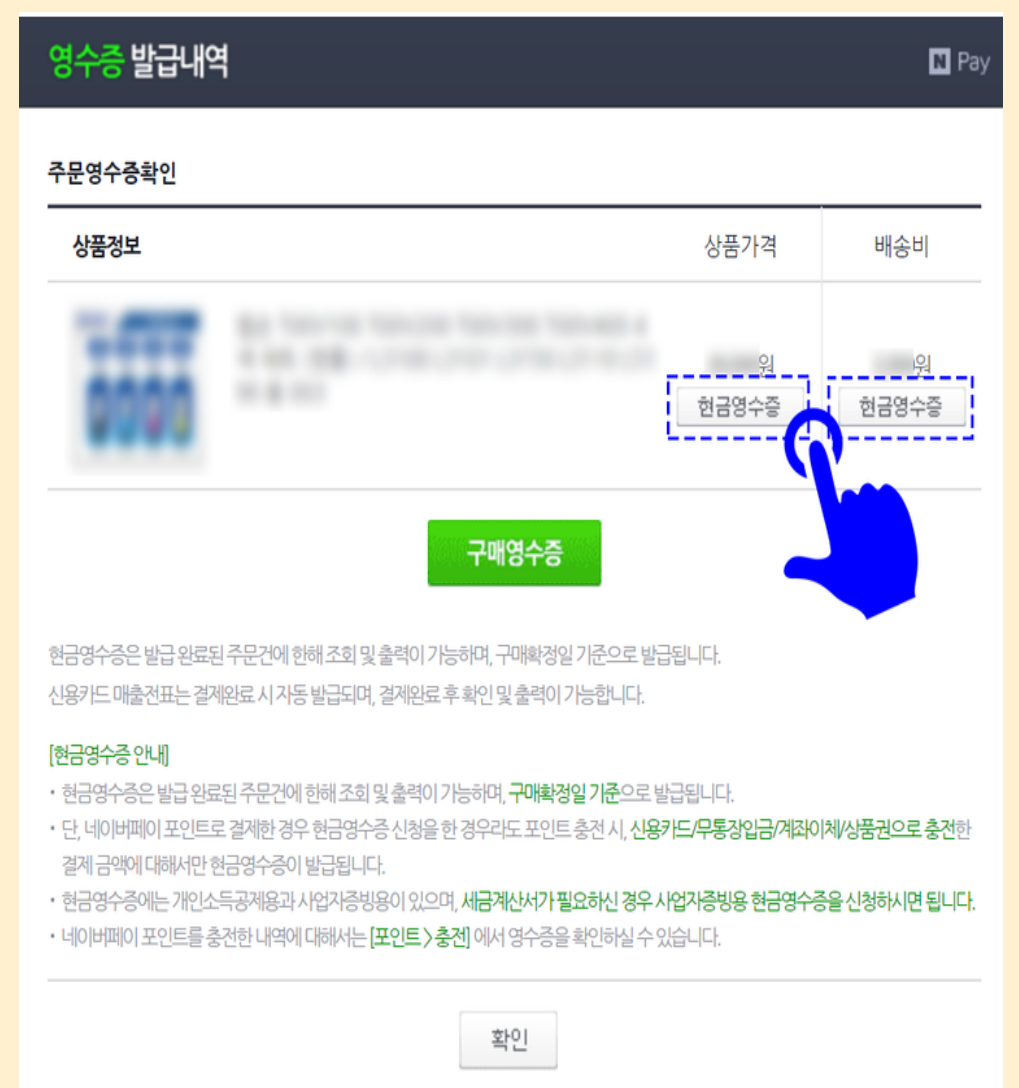 영수증 발급내역
N Pay
주문영수증확인
상품정보 상품가격 배송비
원 원
현금영수증 현금영수증
구매영수증
현금영수증은 발급 완료된 주문건에 한해 조회 및 출력이 가능하며, 구매확정일 기준으로 발급됩니다.
신용카드 매출전표는 결제완료 시 자동 발급되며, 결제완료 후 확인 및 출력이 가능합니다.
[현금영수증 안내]
· 현금영수증은 발급 완료된 주문건에 한해 조회 및 출력이 가능하며, 구매확정일 기준으로 발급됩니다.
· 단, 네이버페이 포인트로 결제한 경우 현금영수증 신청을 한 경우라도 포인트 충전 시, 신용카드/무통장입금/계좌이체/상품권으로 충전한
결제 금액에 대해서만 현금영수증이 발급됩니다.
· 현금영수증에는 개인소득공제용과 사업자증빙용이 있으며, 세금계산서가 필요하신 경우 사업자증빙용 현금영수증을 신청하시면 됩니다.
· 네이버페이 포인트를 충전한 내역에 대해서는 [포인트 > 충전] 에서 영수증을 확인하실 수 있습니다.
확인